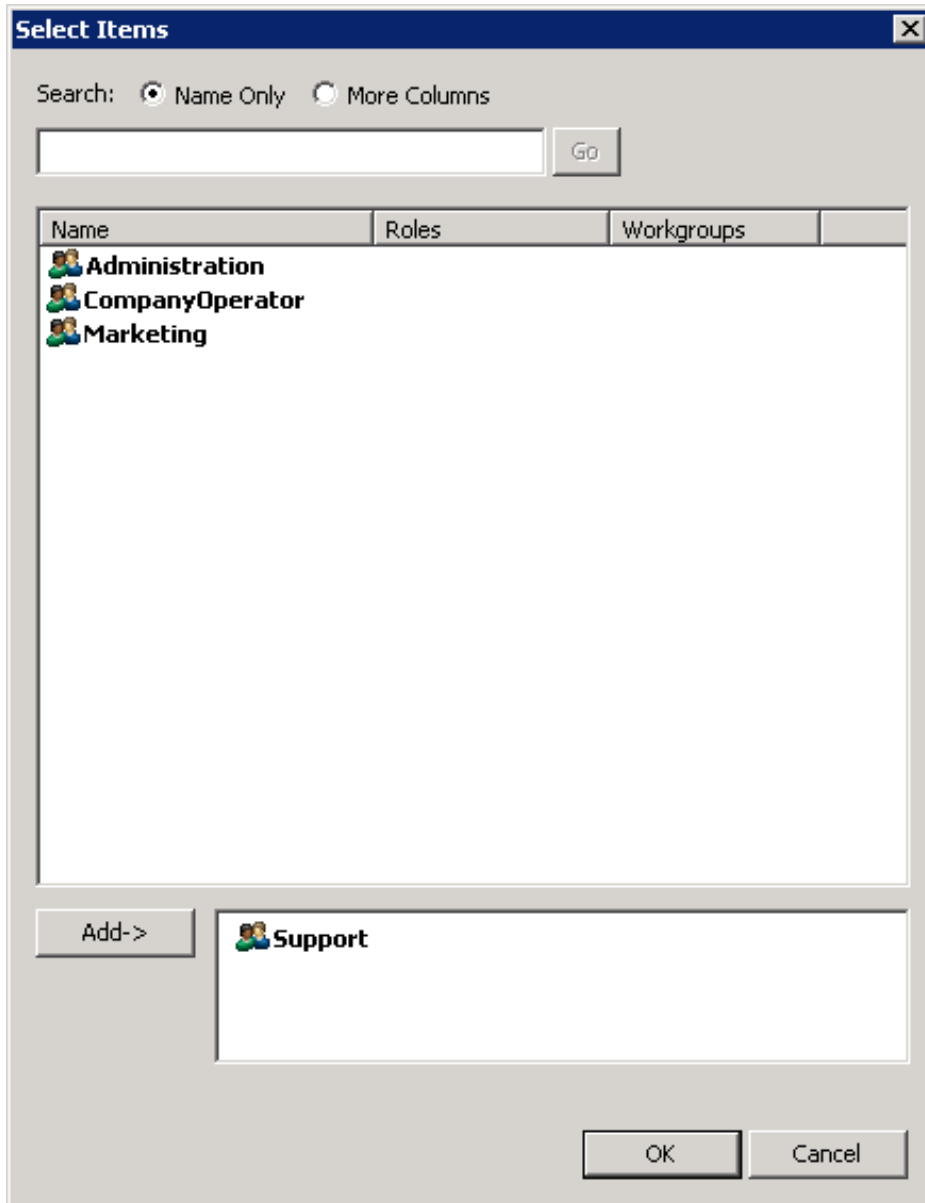 Select Items
Search: Name Only More Columns
Go
Name Roles Workgroups
Administration
CompanyOperator
Marketing
Add-> Support
OK Cancel